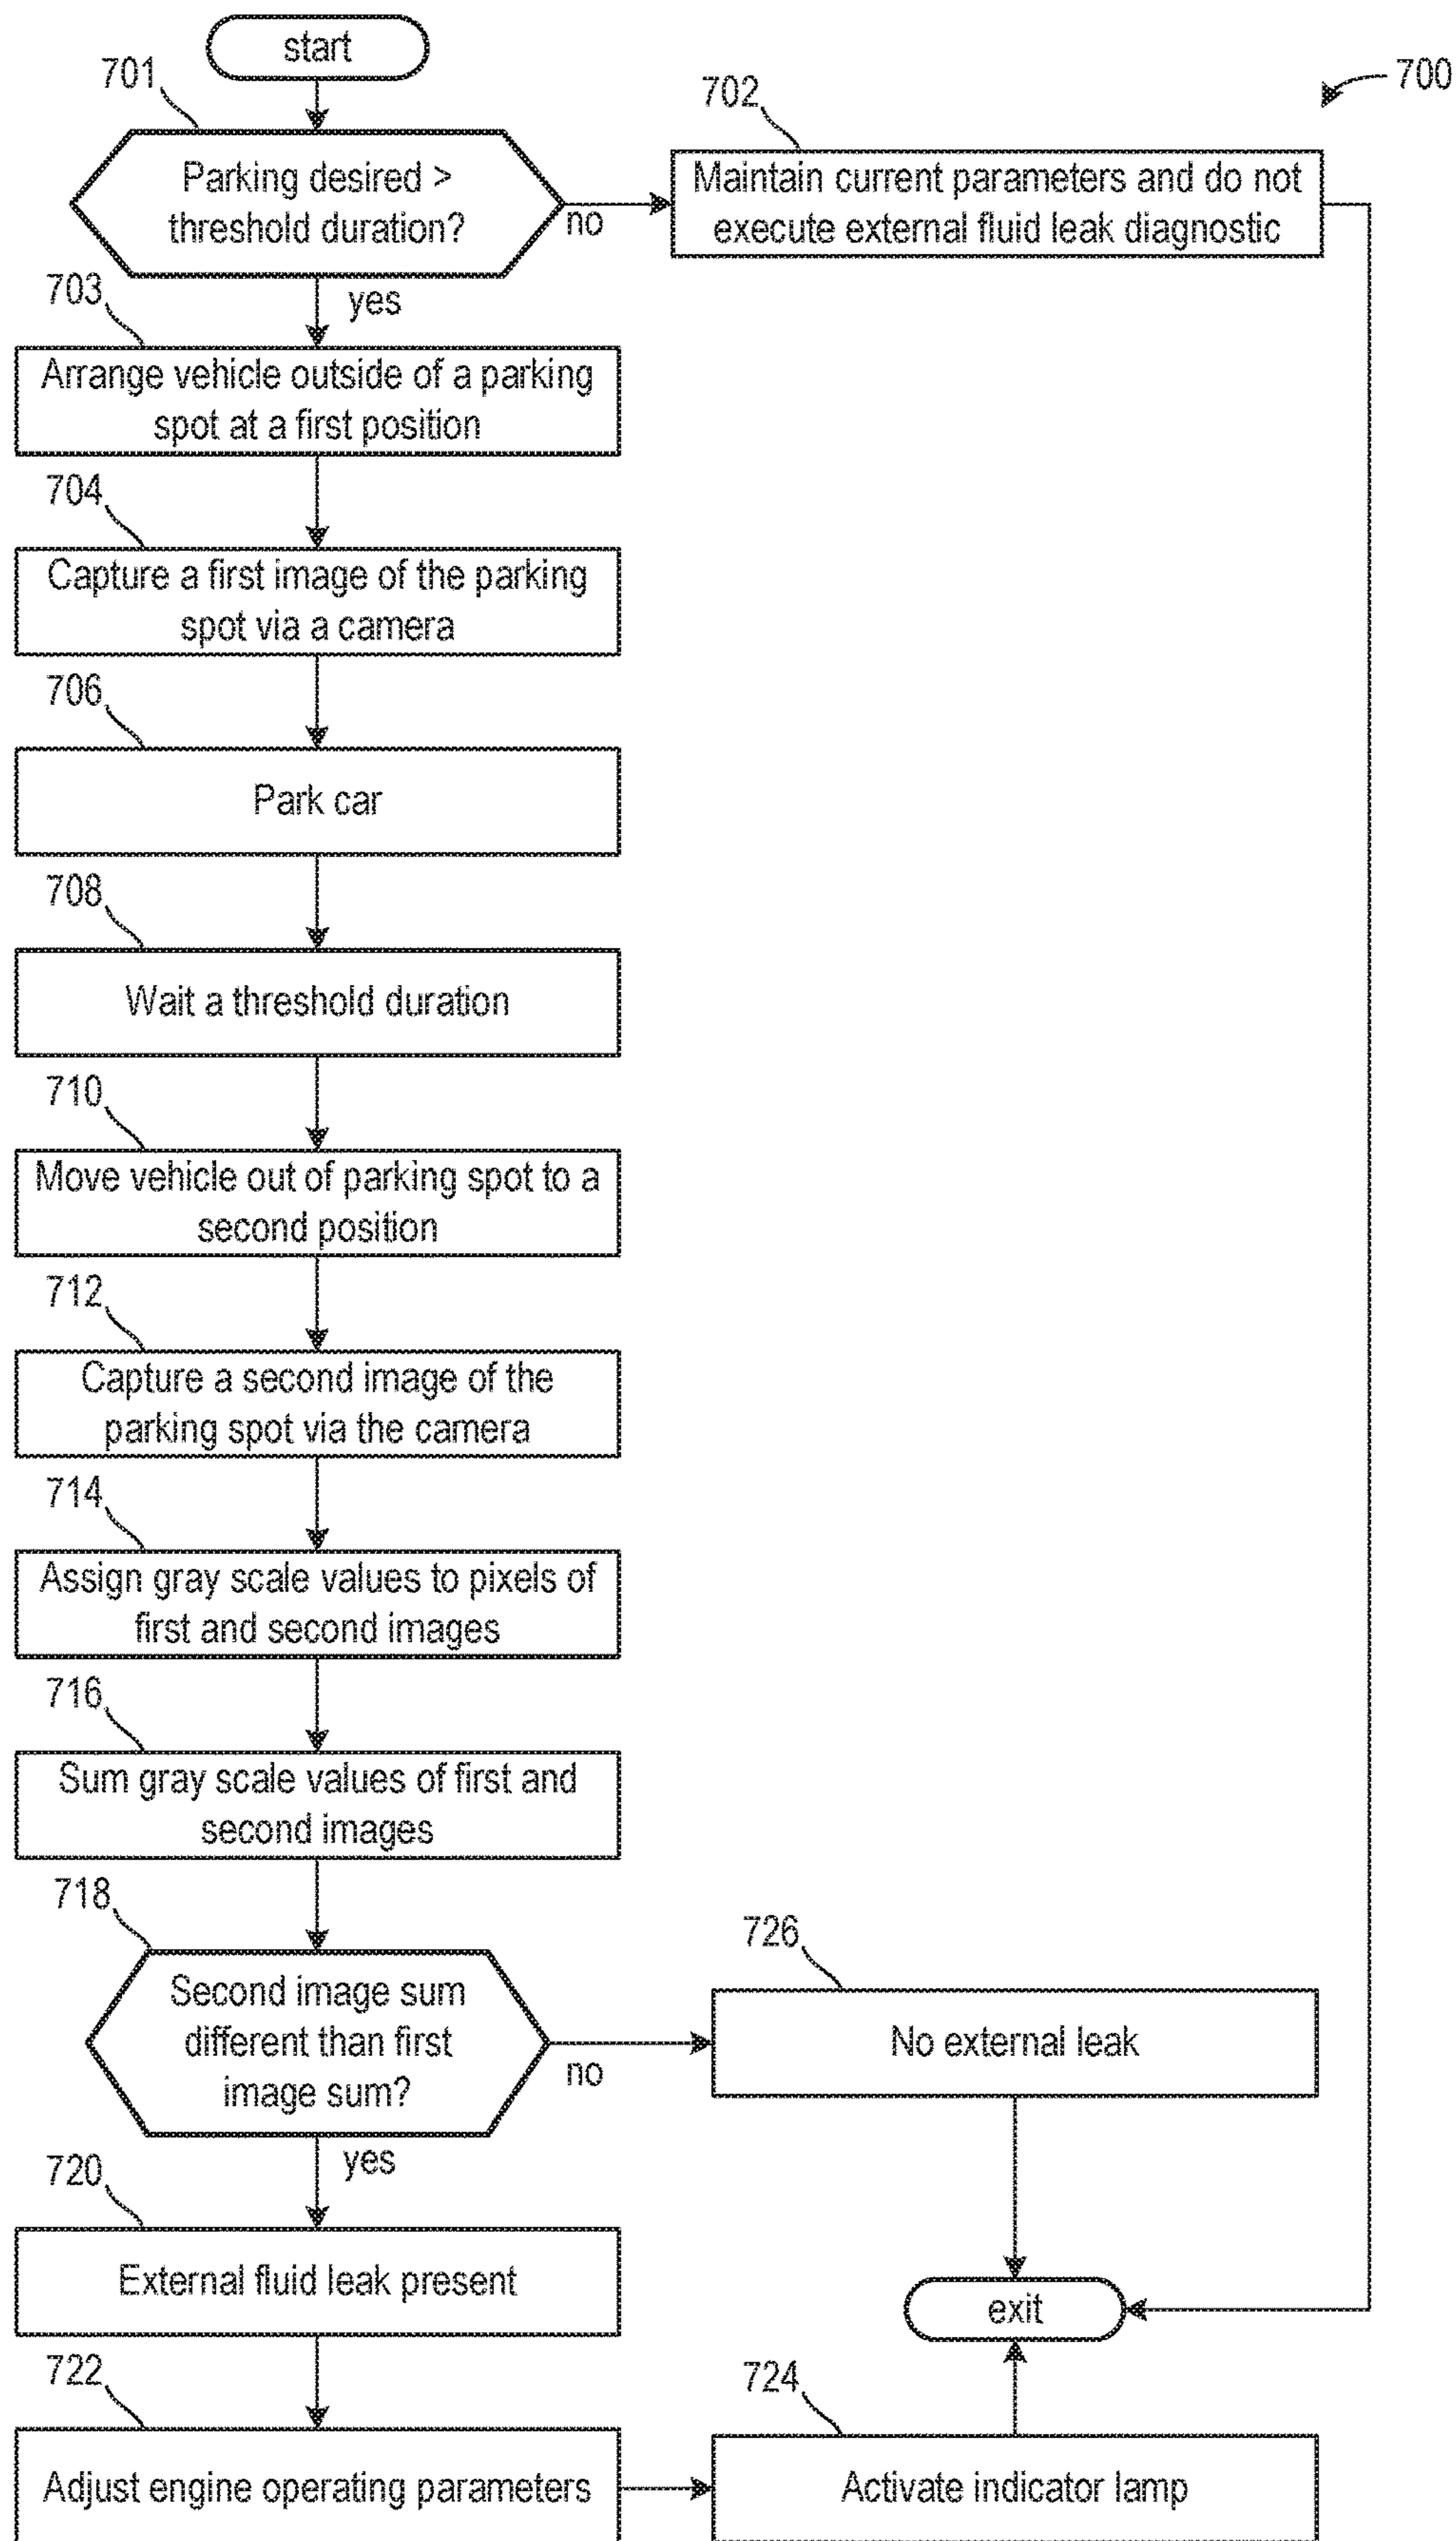 start
700
701
Parking desired >
threshold duration?
no
702
Maintain current parameters and do not
execute external fluid leak diagnostic
yes
703
Arrange vehicle outside of a parking
spot at a first position
704
Capture a first image of the parking
spot via a camera
706
Park car
708
Wait a threshold duration
710
Move vehicle out of parking spot to a
second position
712
Capture a second image of the
parking spot via the camera
714
Assign gray scale values to pixels of
first and second images
716
Sum gray scale values of first and
second images
718
Second image sum
different than first
image sum?
no
726
No external leak
yes
720
External fluid leak present
exit
722
Adjust engine operating parameters
724
Activate indicator lamp